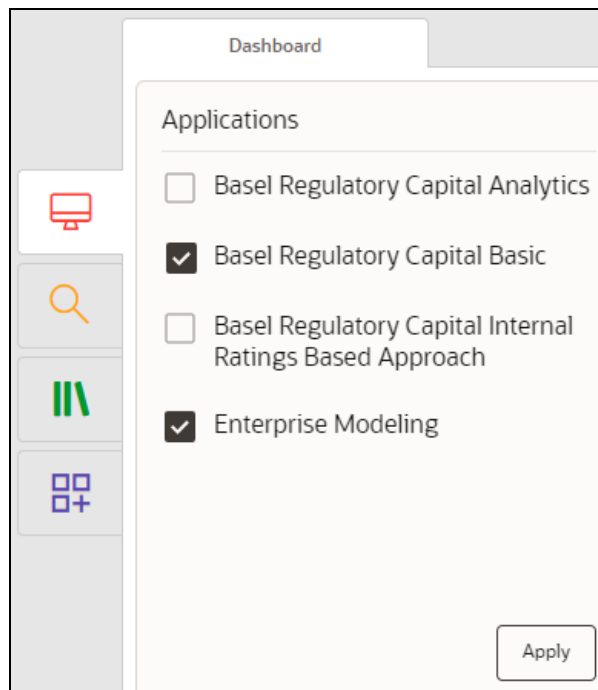 Dashboard
Applications
Basel Regulatory Capital Analytics
Basel Regulatory Capital Basic
Basel Regulatory Capital Internal
Ratings Based Approach
Enterprise Modeling
Apply